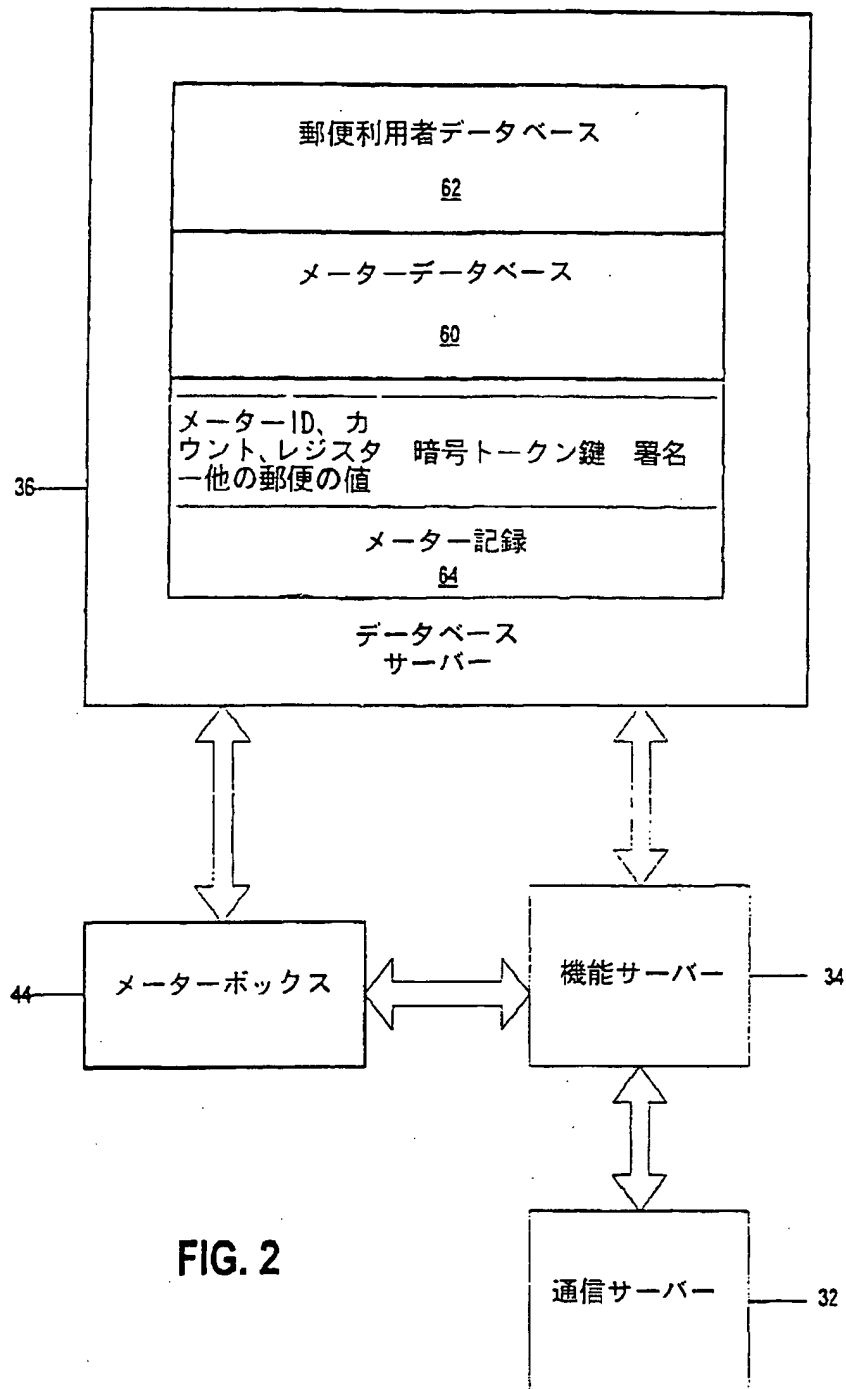 郵便利用者データベース
62
メーターデータベース
60
メーターID、カ
ウント、レジスタ　暗号トークン鍵　署名
ー他の郵便の値
36
メーター記録
64
データベース
サーバー
44
メーターボックス
機能サーバー
34
FIG. 2
通信サーバー
32